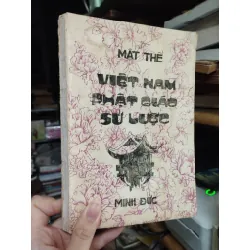 MẬT THỂ
VIỆT NAM
PHẬT GIÁO
SỬ LƯỢC
MINH ĐỨC